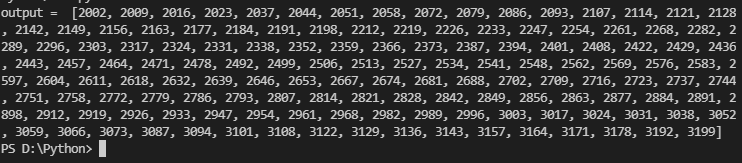 output =  [2002, 2009, 2016, 2023, 2037, 2044, 2051, 2058, 2072, 2079, 2086, 2093, 2107, 2114, 2121, 2128
, 2142, 2149, 2156, 2163, 2177, 2184, 2191, 2198, 2212, 2219, 2226, 2233, 2247, 2254, 2261, 2268, 2282, 2
289, 2296, 2303, 2317, 2324, 2331, 2338, 2352, 2359, 2366, 2373, 2387, 2394, 2401, 2408, 2422, 2429, 2436
, 2443, 2457, 2464, 2471, 2478, 2492, 2499, 2506, 2513, 2527, 2534, 2541, 2548, 2562, 2569, 2576, 2583, 2
597, 2604, 2611, 2618, 2632, 2639, 2646, 2653, 2667, 2674, 2681, 2688, 2702, 2709, 2716, 2723, 2737, 2744
, 2751, 2758, 2772, 2779, 2786, 2793, 2807, 2814, 2821, 2828, 2842, 2849, 2856, 2863, 2877, 2884, 2891, 2
898, 2912, 2919, 2926, 2933, 2947, 2954, 2961, 2968, 2982, 2989, 2996, 3003, 3017, 3024, 3031, 3038, 3052
, 3059, 3066, 3073, 3087, 3094, 3101, 3108, 3122, 3129, 3136, 3143, 3157, 3164, 3171, 3178, 3192, 3199]
PS D:\Python>